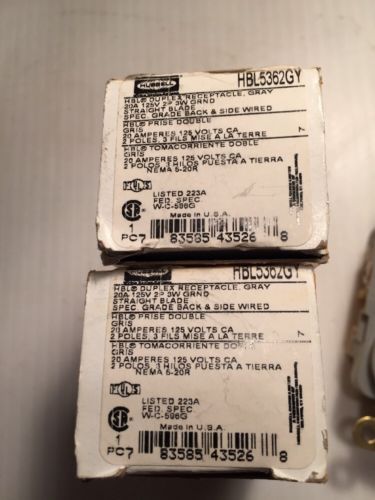 HUBBELL
HBL5362GY
HBL® DUPLEX RECEPTACLE, GRAY
20A 125V 2P 3W GRND
STRAIGHT BLADE
SPEC. GRADE BACK & SIDE WIRED
HBL® PRISE DOUBLE
GRIS
20 AMPERES 125 VOLTS CA
2 POLES, 3 FILS MISE A LA TERRE
7
HBL® TOMACORRIENTE DOBLE
GRIS
20 AMPERES 125 VOLTS CA
2 POLOS, 3 HILOS PUESTA A TIERRA
NEMA 5-20R
LISTED 223A
FED. SPEC.
W-C-596G
Made in U.S.A.
1
PC7
83585 43526 8
HBL5362GY
HBL® DUPLEX RECEPTACLE, GRAY
20A 125V 2P 3W GRND
STRAIGHT BLADE
SPEC. GRADE BACK & SIDE WIRED
HBL® PRISE DOUBLE
GRIS
20 AMPERES 125 VOLTS CA
2 POLES, 3 FILS MISE A LA TERRE
7
HBL® TOMACORRIENTE DOBLE
GRIS
20 AMPERES 125 VOLTS CA
2 POLOS, 3 HILOS PUESTA A TIERRA
NEMA 5-20R
LISTED 223A
FED. SPEC
W-C-596G
Made in U.S.A.
1
PC7
83585 43526 8